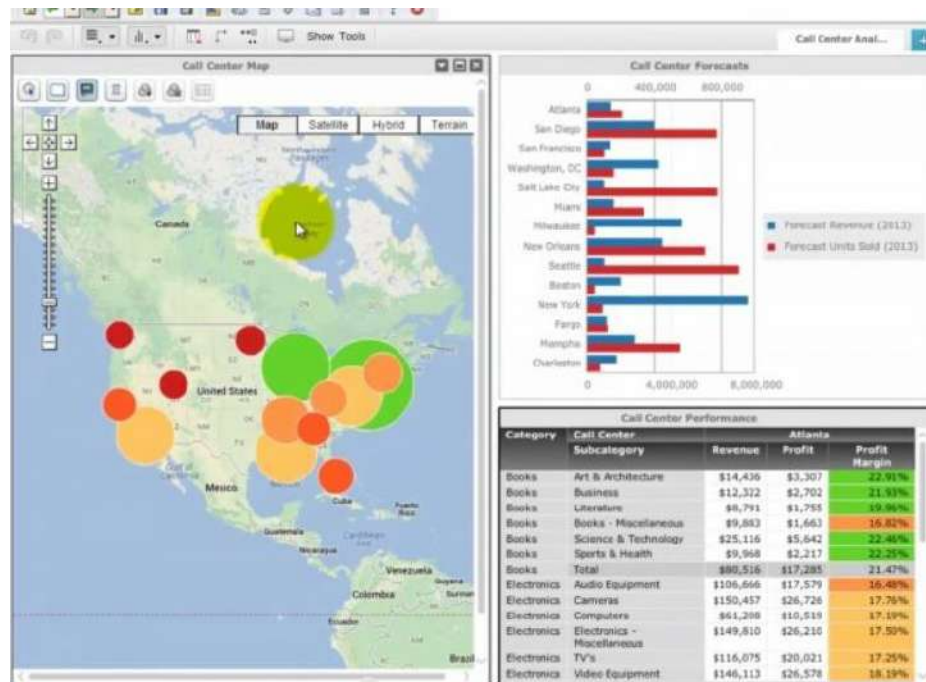 Show Tools
Call Center Anal...
Call Center Map
Map Satellite Hybrid Terrain
Canada
United States
Mexico
Cuba
Puerto Rico
Guatemala
Nicaragua
Caribbean
Venezuela
Guyana
Colombia
Ecuador
Brazil
Call Center Forecasts
0 400,000 800,000
Atlanta
San Diego
San Francisco
Washington, DC
Salt Lake City
Miami
Milwaukee
New Orleans
Seattle
Boston
New York
Fargo
Memphis
Charleston
0 4,000,000 8,000,000
Forecast Revenue (2013)
Forecast Units Sold (2013)
Call Center Performance
Category Call Center Atlanta
Subcategory Revenue Profit Profit Margin
Books Art & Architecture $14,436 $3,307 22.91%
Books Business $12,322 $2,702 21.93%
Books Literature $8,791 $1,755 19.96%
Books Books - Miscellaneous $9,883 $1,663 16.82%
Books Science & Technology $25,116 $5,642 22.46%
Books Sports & Health $9,968 $2,217 22.25%
Books Total $80,516 $17,285 21.47%
Electronics Audio Equipment $106,666 $17,579 16.48%
Electronics Cameras $150,457 $26,726 17.76%
Electronics Computers $61,208 $10,519 17.19%
Electronics Electronics - Miscellaneous $149,810 $26,210 17.50%
Electronics TV's $116,075 $20,021 17.25%
Electronics Video Equipment $146,113 $26,578 18.19%